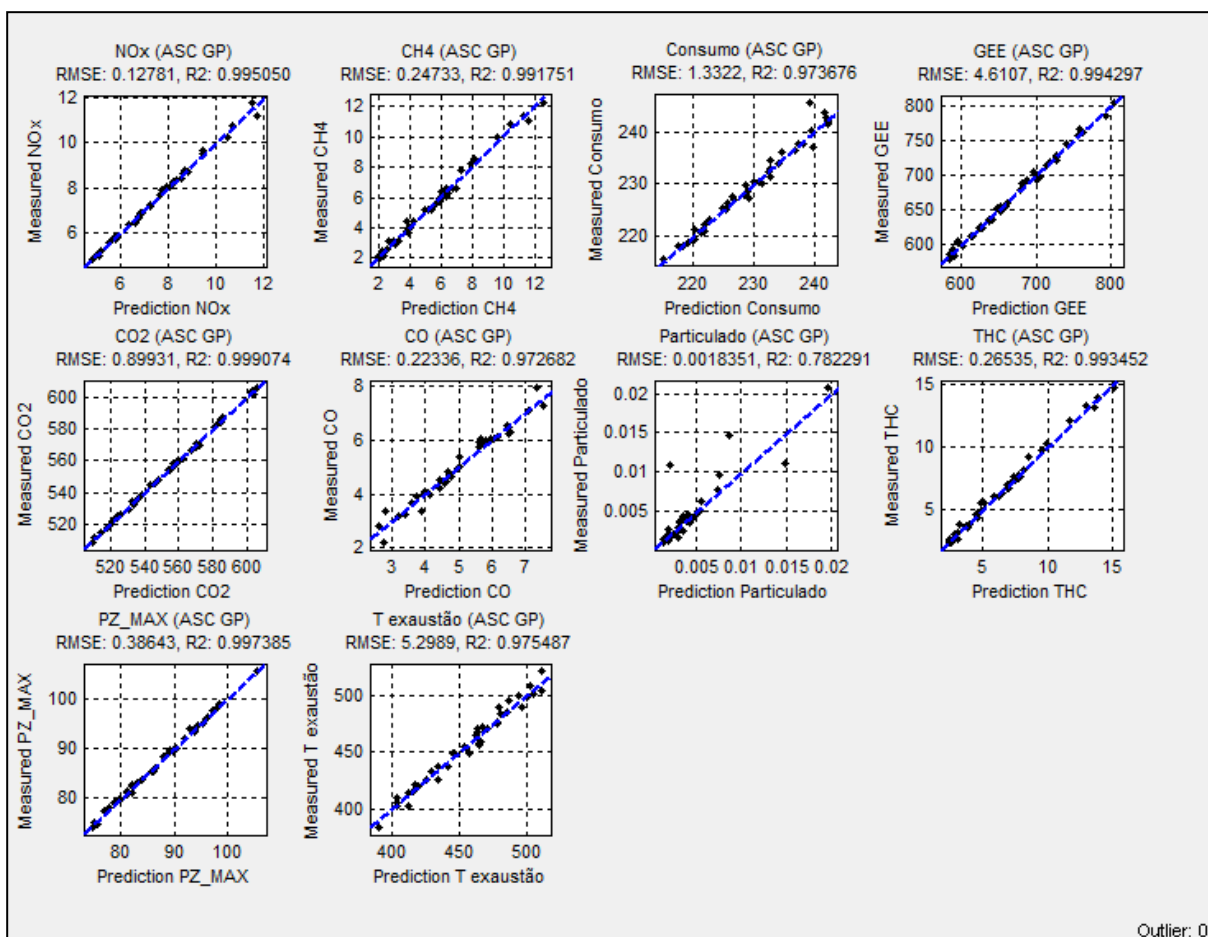 NOx (ASC GP)
RMSE: 0.12781, R2: 0.995050
12
10
8
6
6 8 10 12
Measured NOx
Prediction NOx
CH4 (ASC GP)
RMSE: 0.24733, R2: 0.991751
12
10
8
6
4
2
2 4 6 8 10 12
Measured CH4
Prediction CH4
Consumo (ASC GP)
RMSE: 1.3322, R2: 0.973676
240
230
220
220 230 240
Measured Consumo
Prediction Consumo
GEE (ASC GP)
RMSE: 4.6107, R2: 0.994297
800
750
700
650
600
600 700 800
Measured GEE
Prediction GEE
CO2 (ASC GP)
RMSE: 0.89931, R2: 0.999074
600
580
560
540
520
520 540 560 580 600
Measured CO2
Prediction CO2
CO (ASC GP)
RMSE: 0.22336, R2: 0.972682
8
6
4
2
3 4 5 6 7
Measured CO
Prediction CO
Particulado (ASC GP)
RMSE: 0.0018351, R2: 0.782291
0.02
0.015
0.01
0.005
0.005 0.01 0.015 0.02
Measured Particulado
Prediction Particulado
THC (ASC GP)
RMSE: 0.26535, R2: 0.993452
15
10
5
5 10 15
Measured THC
Prediction THC
PZ_MAX (ASC GP)
RMSE: 0.38643, R2: 0.997385
100
90
80
80 90 100
Measured PZ_MAX
Prediction PZ_MAX
T exaustão (ASC GP)
RMSE: 5.2989, R2: 0.975487
500
450
400
400 450 500
Measured T exaustão
Prediction T exaustão
Outlier: 0